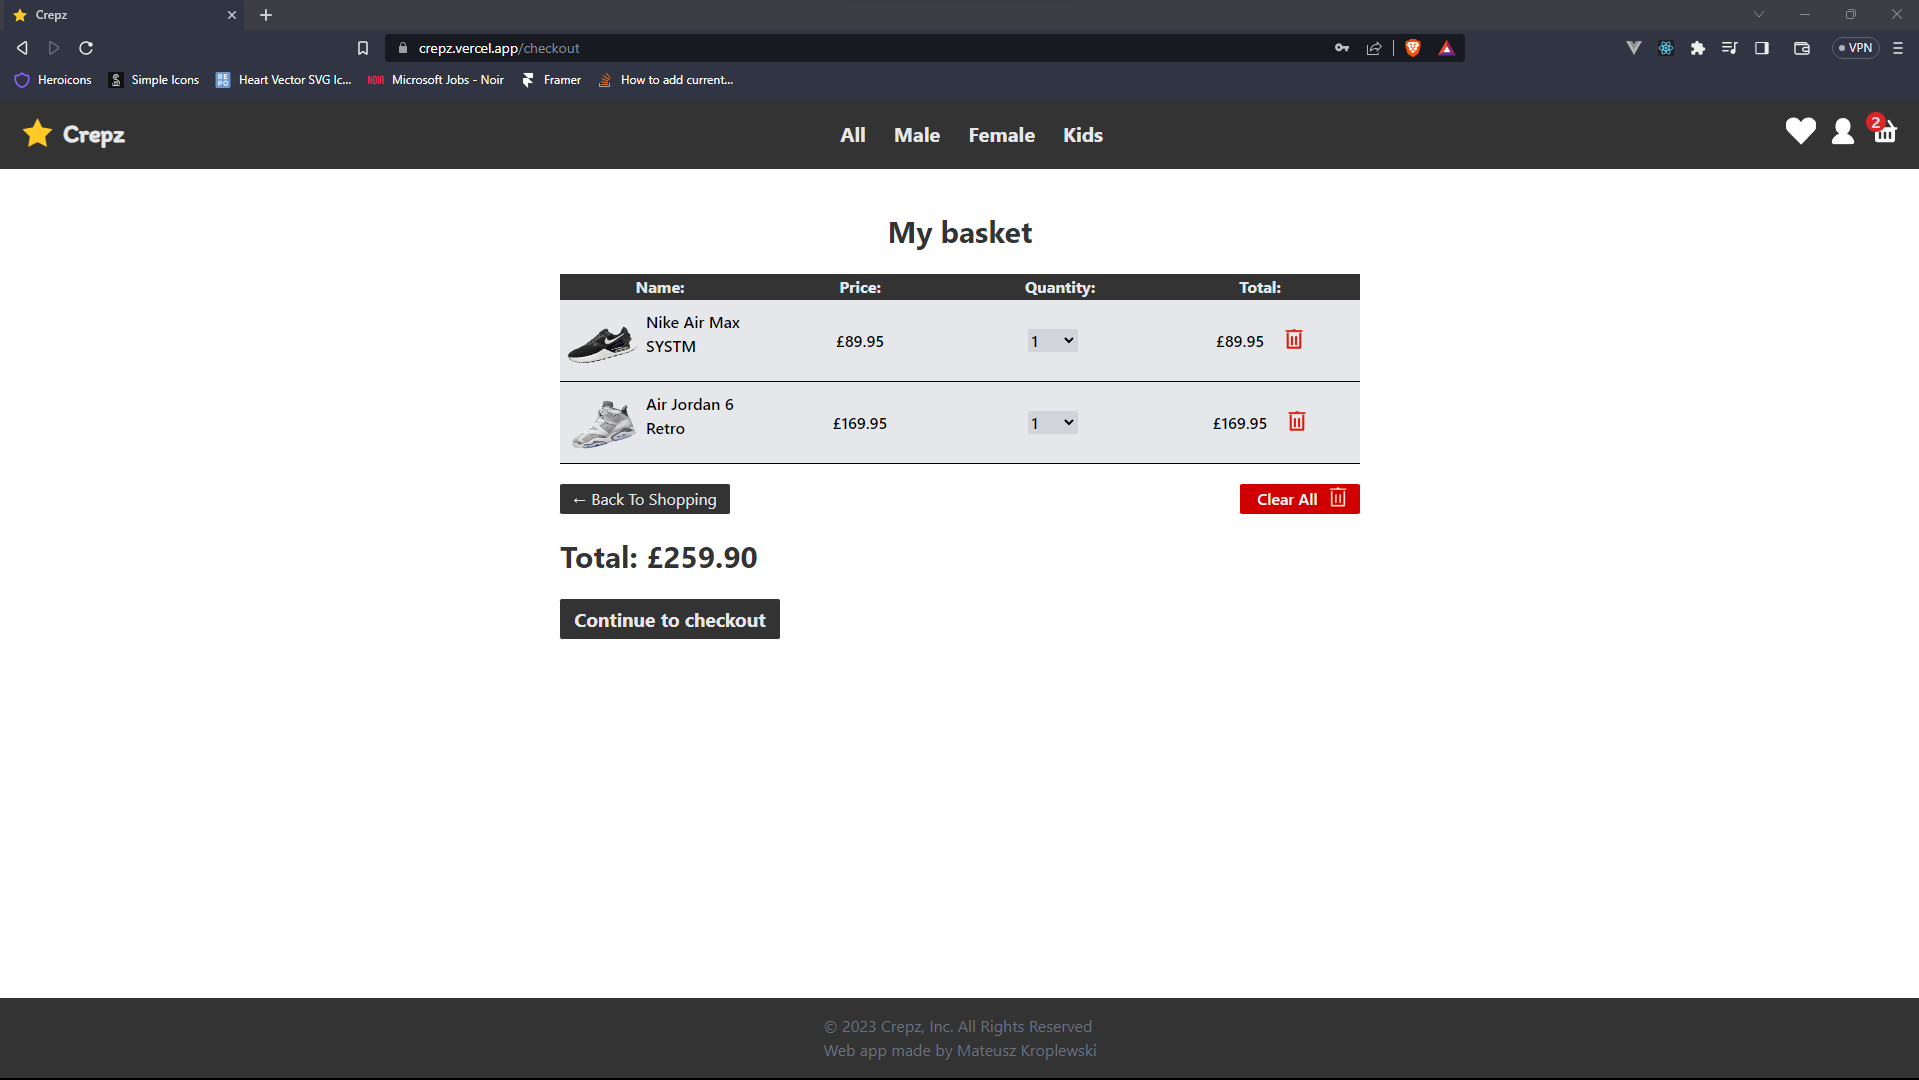 Crepz
crepz.vercel.app/checkout
VPN
Heroicons
Simple Icons
REPO
Heart Vector SVG Ic...
NOIR
Microsoft Jobs - Noir
Framer
How to add current...
Crepz
All
Male
Female
Kids
2
My basket
Name: Price: Quantity: Total:
Nike Air Max
SYSTM
£89.95
1
£89.95
Air Jordan 6
Retro
£169.95
1
£169.95
← Back To Shopping
Clear All
Total: £259.90
Continue to checkout
© 2023 Crepz, Inc. All Rights Reserved
Web app made by Mateusz Kroplewski